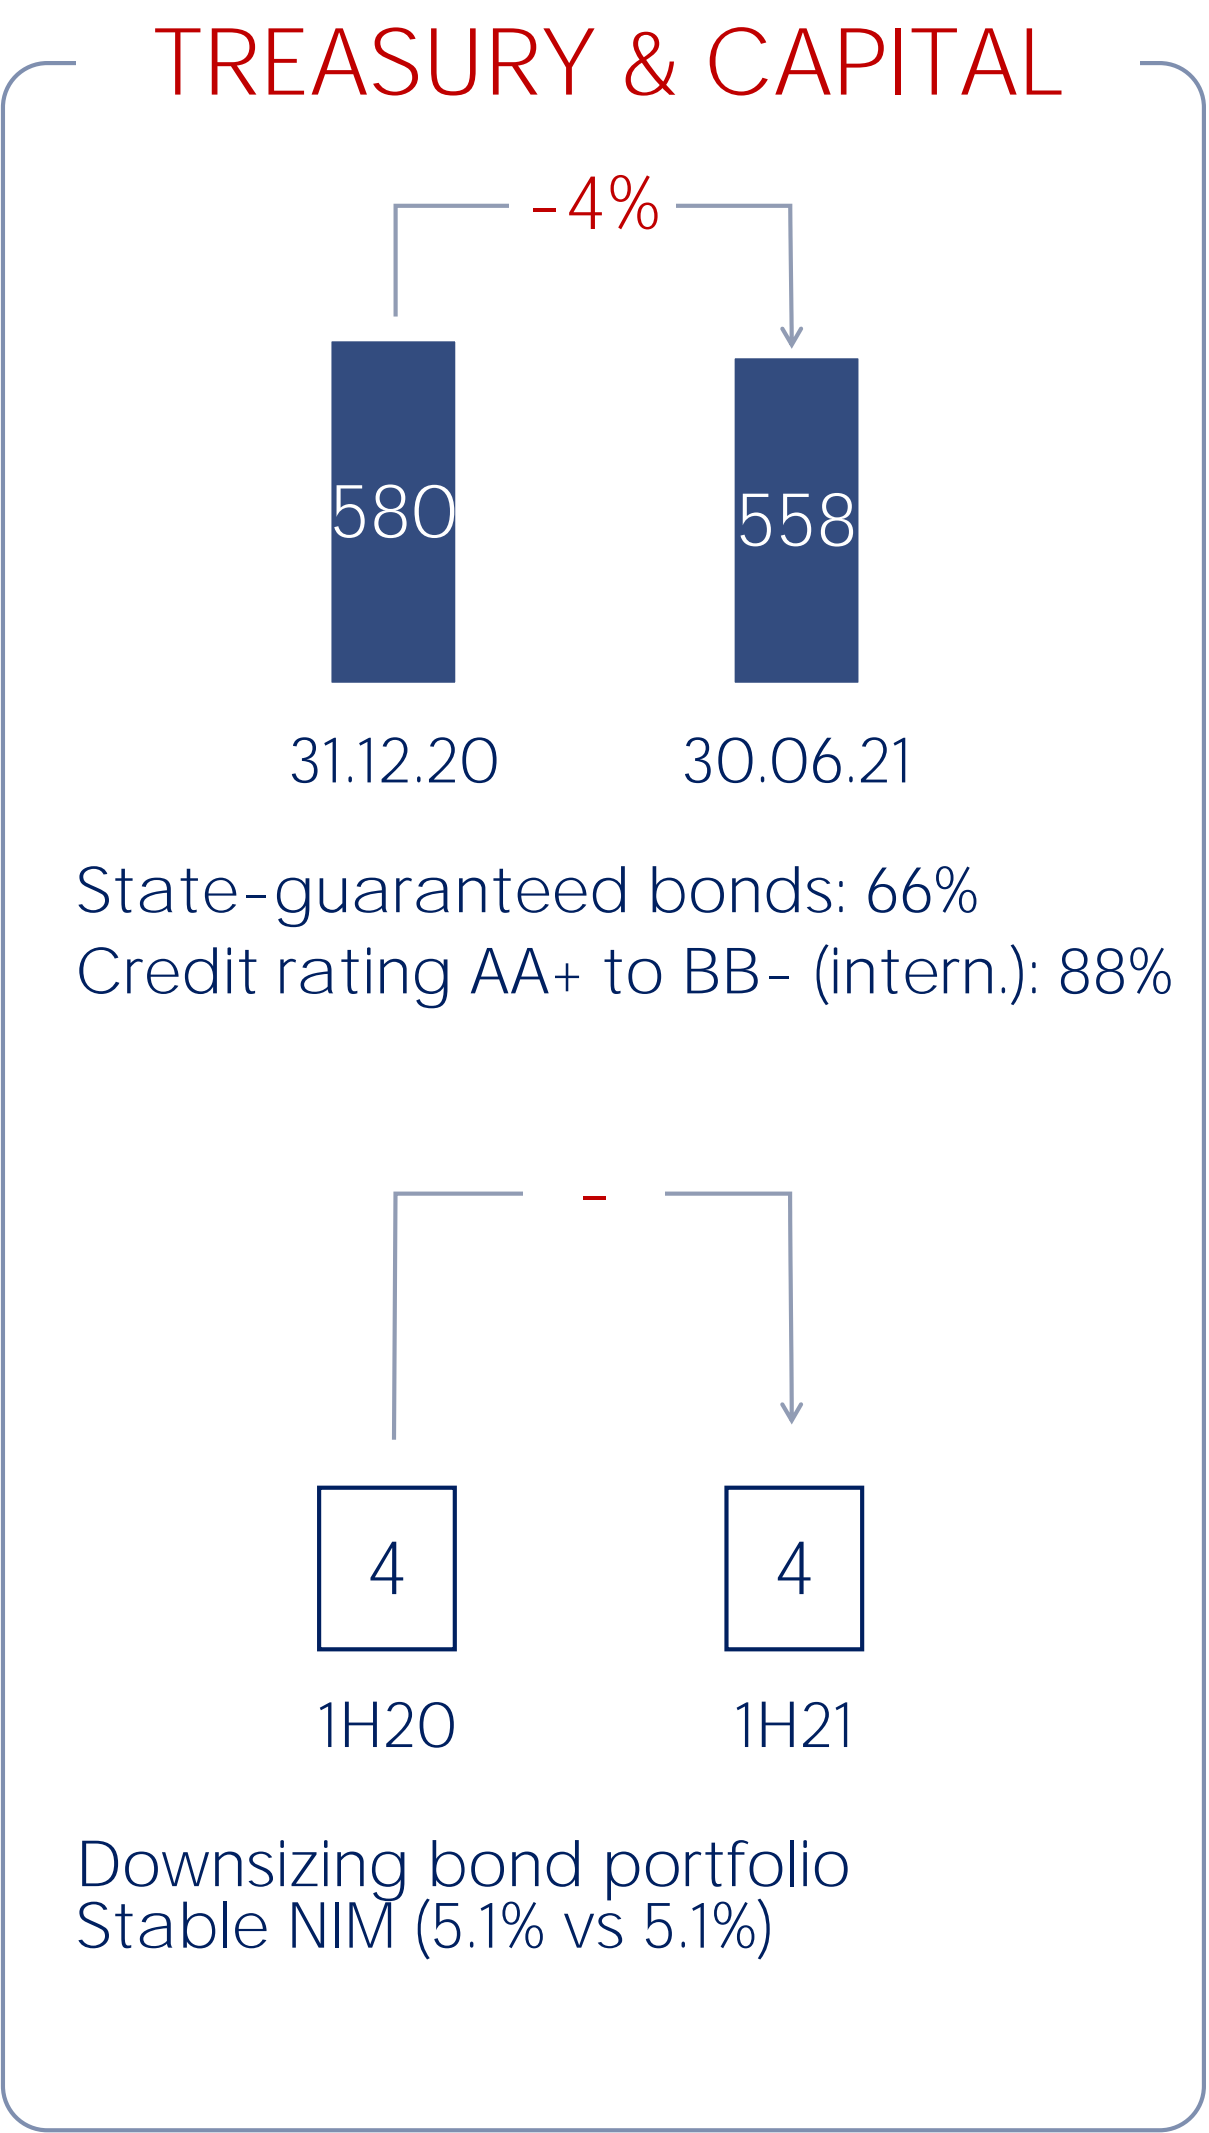 TREASURY & CAPITAL
-4%
580
558
31.12.20
30.06.21
State-guaranteed bonds: 66%
Credit rating AA+ to BB- (intern.): 88%
-
4
4
1H20
1H21
Downsizing bond portfolio
Stable NIM (5.1% vs 5.1%)